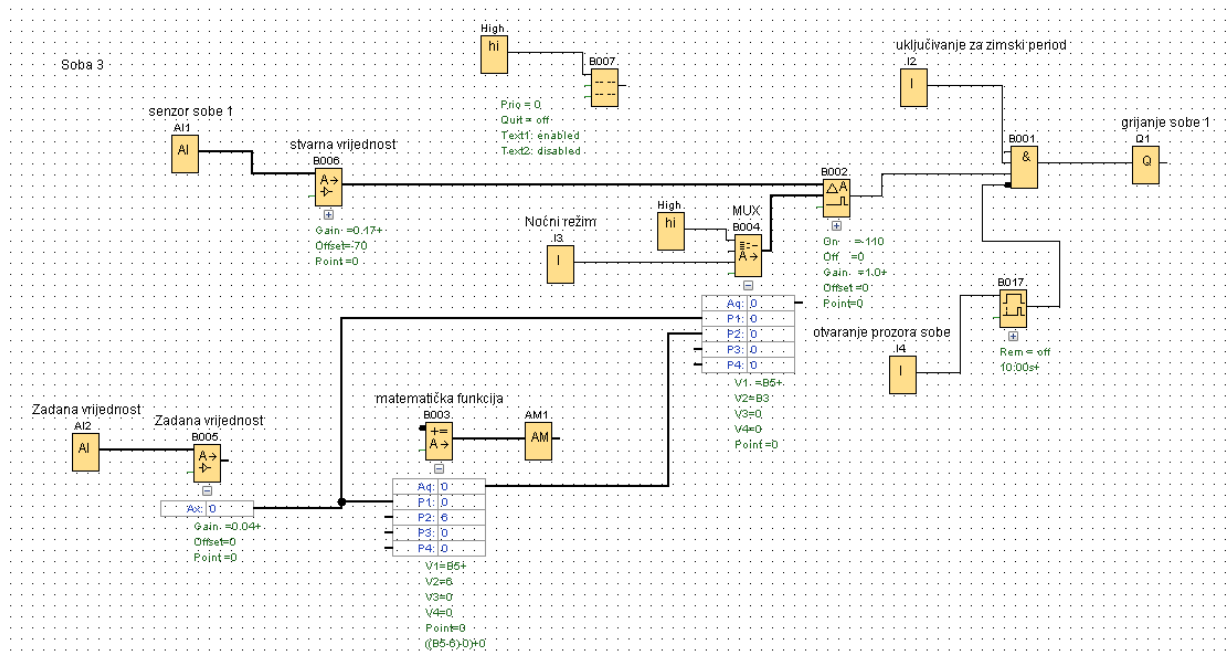 Soba 3
High
hi
B007
Prio = 0
Quit = off
Text1: enabled
Text2: disabled
uključivanje za zimski period
I2
I
B001
&
grijanje sobe 1
Q1
Q
senzor sobe 1
AI1
AI
stvarna vrijednost
B006
A→
Gain =0.17+
Offset=-70
Point=0
B002
ΔA
On =-110
Off =0
Gain =1.0+
Offset =0
Point=0
Noćni režim
I3
I
High
hi
MUX
B004
A→
Aq: 0
P1: 0
P2: 0
P3: 0
P4: 0
V1 =B5+
V2=B3
V3=0
V4=0
Point =0
otvaranje prozora sobe
I4
I
B017
Rem = off
10:00s+
Zadana vrijednost
AI2
AI
Zadana vrijednost
B005
A→
Ax: 0
Gain =0.04+
Offset=0
Point =0
matematička funkcija
B003
+=
A→
AM1
AM
Aq: 0
P1: 0
P2: 6
P3: 0
P4: 0
V1=B5+
V2=6
V3=0
V4=0
Point=0
((B5-6)-0)+0